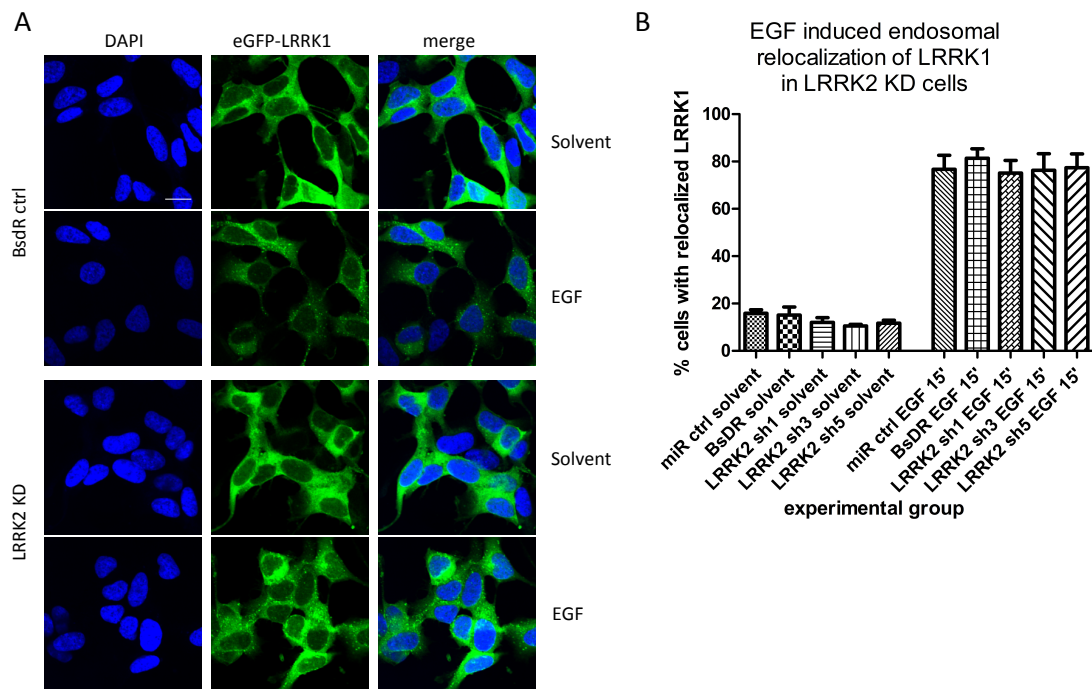 A
DAPI
eGFP-LRRK1
merge
BsdR ctrl
Solvent
EGF
LRRK2 KD
Solvent
EGF
B
EGF induced endosomal
relocalization of LRRK1
in LRRK2 KD cells
% cells with relocalized LRRK1
100
80
60
40
20
0
miR ctrl solvent
BsDR solvent
LRRK2 sh1 solvent
LRRK2 sh3 solvent
LRRK2 sh5 solvent
miR ctrl EGF 15'
BsDR EGF 15'
LRRK2 sh1 EGF 15'
LRRK2 sh3 EGF 15'
LRRK2 sh5 EGF 15'
experimental group